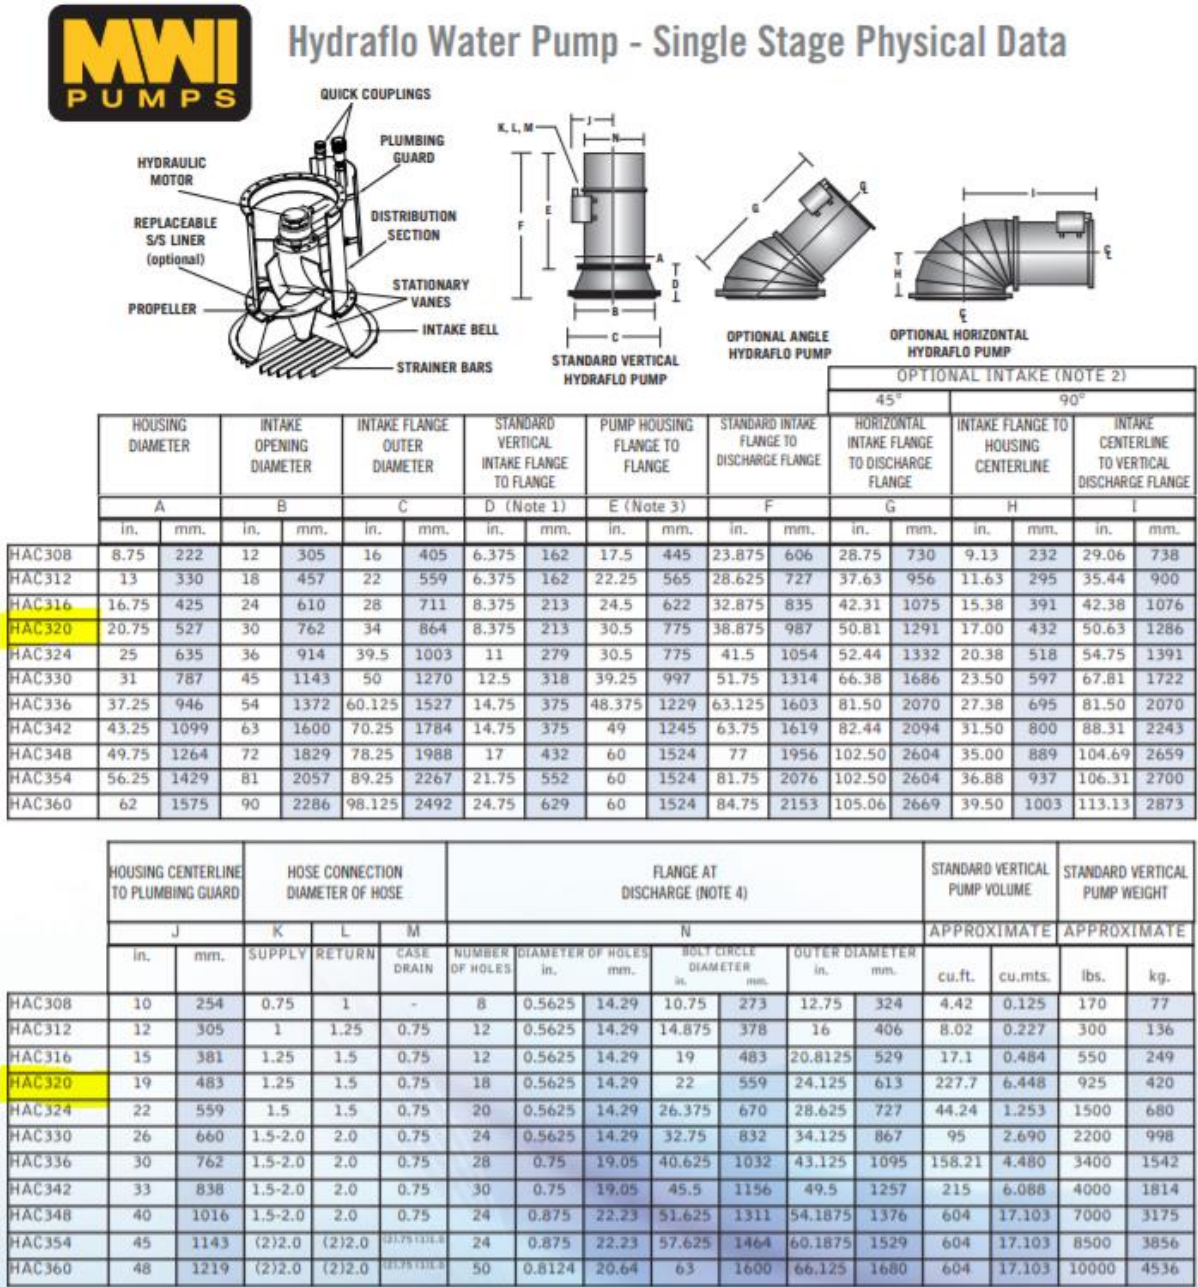 MWI
PUMPS
Hydraflo Water Pump - Single Stage Physical Data
QUICK COUPLINGS
PLUMBING
GUARD
HYDRAULIC
MOTOR
REPLACEABLE
S/S LINER
(optional)
DISTRIBUTION
SECTION
STATIONARY
VANES
PROPELLER
INTAKE BELL
STRAINER BARS
K, L, M
J
N
E
F
A
D
B
C
STANDARD VERTICAL
HYDRAFLO PUMP
G
OPTIONAL ANGLE
HYDRAFLO PUMP
I
H
OPTIONAL HORIZONTAL
HYDRAFLO PUMP
OPTIONAL INTAKE (NOTE 2)
45° 90°
HOUSING DIAMETER
INTAKE OPENING DIAMETER
INTAKE FLANGE OUTER DIAMETER
STANDARD VERTICAL INTAKE FLANGE TO FLANGE
PUMP HOUSING FLANGE TO FLANGE
STANDARD INTAKE FLANGE TO DISCHARGE FLANGE
HORIZONTAL INTAKE FLANGE TO DISCHARGE FLANGE
INTAKE FLANGE TO HOUSING CENTERLINE
INTAKE CENTERLINE TO VERTICAL DISCHARGE FLANGE
A B C D (Note 1) E (Note 3) F G H I
in. mm. in. mm. in. mm. in. mm. in. mm. in. mm. in. mm. in. mm. in. mm.
HAC308 8.75 222 12 305 16 405 6.375 162 17.5 445 23.875 606 28.75 730 9.13 232 29.06 738
HAC312 13 330 18 457 22 559 6.375 162 22.25 565 28.625 727 37.63 956 11.63 295 35.44 900
HAC316 16.75 425 24 610 28 711 8.375 213 24.5 622 32.875 835 42.31 1075 15.38 391 42.38 1076
HAC320 20.75 527 30 762 34 864 8.375 213 30.5 775 38.875 987 50.81 1291 17.00 432 50.63 1286
HAC324 25 635 36 914 39.5 1003 11 279 30.5 775 41.5 1054 52.44 1332 20.38 518 54.75 1391
HAC330 31 787 45 1143 50 1270 12.5 318 39.25 997 51.75 1314 66.38 1686 23.50 597 67.81 1722
HAC336 37.25 946 54 1372 60.125 1527 14.75 375 48.375 1229 63.125 1603 81.50 2070 27.38 695 81.50 2070
HAC342 43.25 1099 63 1600 70.25 1784 14.75 375 49 1245 63.75 1619 82.44 2094 31.50 800 88.31 2243
HAC348 49.75 1264 72 1829 78.25 1988 17 432 60 1524 77 1956 102.50 2604 35.00 889 104.69 2659
HAC354 56.25 1429 81 2057 89.25 2267 21.75 552 60 1524 81.75 2076 102.50 2604 36.88 937 106.31 2700
HAC360 62 1575 90 2286 98.125 2492 24.75 629 60 1524 84.75 2153 105.06 2669 39.50 1003 113.13 2873
HOUSING CENTERLINE TO PLUMBING GUARD
HOSE CONNECTION DIAMETER OF HOSE
FLANGE AT DISCHARGE (NOTE 4)
STANDARD VERTICAL PUMP VOLUME
STANDARD VERTICAL PUMP WEIGHT
J K L M N APPROXIMATE APPROXIMATE
in. mm. SUPPLY RETURN CASE DRAIN NUMBER OF HOLES DIAMETER OF HOLES in. mm. BOLT CIRCLE DIAMETER in. mm. OUTER DIAMETER in. mm. cu.ft. cu.mts. lbs. kg.
HAC308 10 254 0.75 1 - 8 0.5625 14.29 10.75 273 12.75 324 4.42 0.125 170 77
HAC312 12 305 1 1.25 0.75 12 0.5625 14.29 14.875 378 16 406 8.02 0.227 300 136
HAC316 15 381 1.25 1.5 0.75 12 0.5625 14.29 19 483 20.8125 529 17.1 0.484 550 249
HAC320 19 483 1.25 1.5 0.75 18 0.5625 14.29 22 559 24.125 613 227.7 6.448 925 420
HAC324 22 559 1.5 1.5 0.75 20 0.5625 14.29 26.375 670 28.625 727 44.24 1.253 1500 680
HAC330 26 660 1.5-2.0 2.0 0.75 24 0.5625 14.29 32.75 832 34.125 867 95 2.690 2200 998
HAC336 30 762 1.5-2.0 2.0 0.75 28 0.75 19.05 40.625 1032 43.125 1095 158.21 4.480 3400 1542
HAC342 33 838 1.5-2.0 2.0 0.75 30 0.75 19.05 45.5 1156 49.5 1257 215 6.088 4000 1814
HAC348 40 1016 1.5-2.0 2.0 0.75 24 0.875 22.23 51.625 1311 54.1875 1376 604 17.103 7000 3175
HAC354 45 1143 (2)2.0 (2)2.0 24 0.875 22.23 57.625 1464 60.1875 1529 604 17.103 8500 3856
HAC360 48 1219 (2)2.0 (2)2.0 50 0.8124 20.64 63 1600 66.125 1680 604 17.103 10000 4536